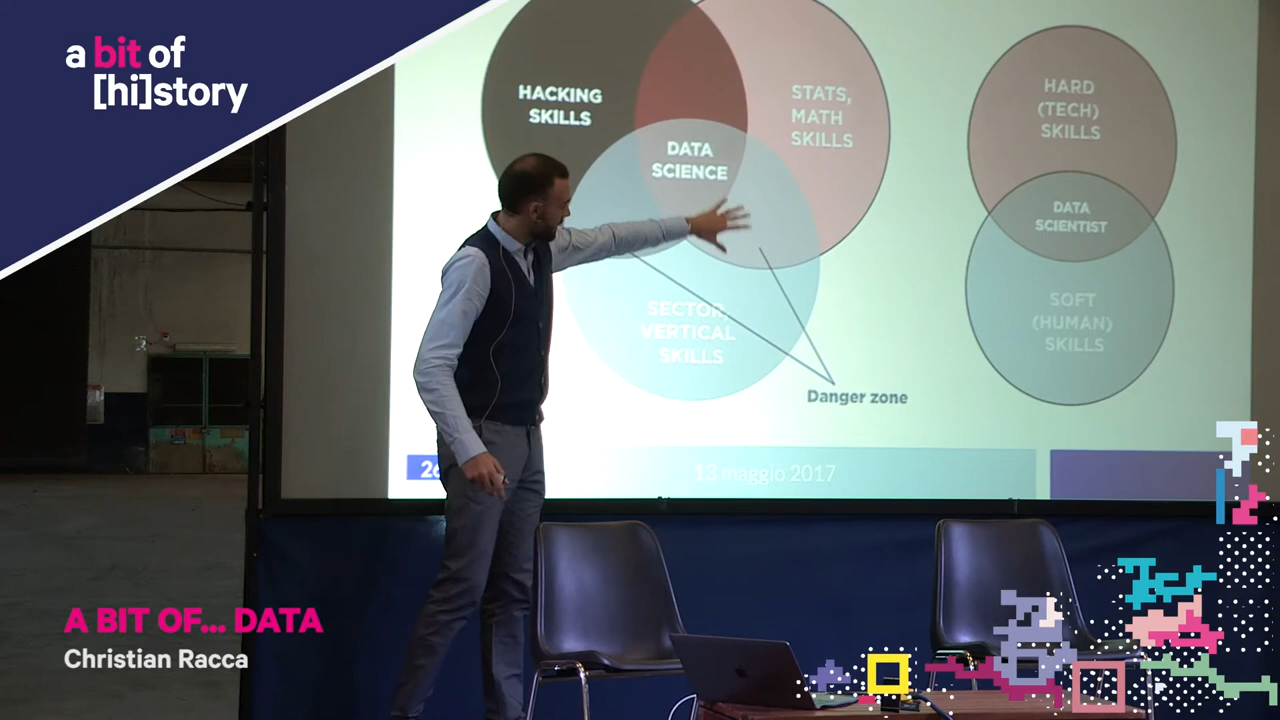 a bit of
[hi]story
HACKING
SKILLS
STATS,
MATH
SKILLS
DATA
SCIENCE
SECTOR,
VERTICAL
SKILLS
Danger zone
HARD
(TECH)
SKILLS
DATA
SCIENTIST
SOFT
(HUMAN)
SKILLS
13 maggio 2017
A BIT OF... DATA
Christian Racca